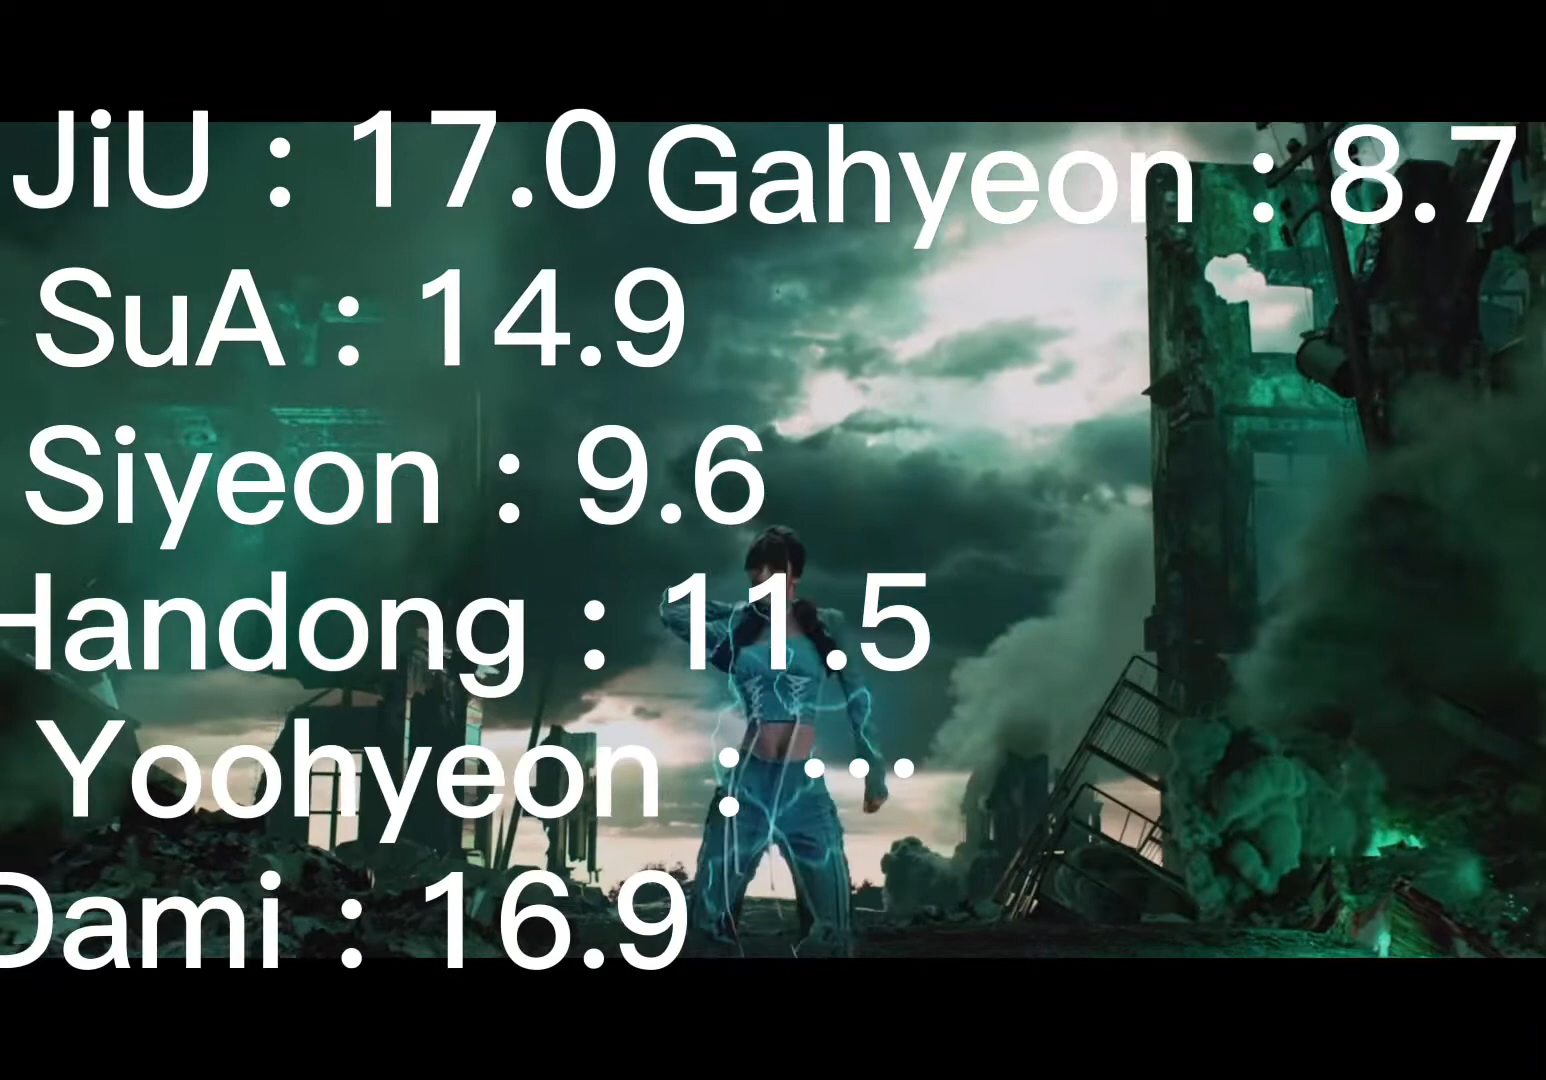 JiU : 17.0
Gahyeon : 8.7
SuA : 14.9
Siyeon : 9.6
Handong : 11.5
Yoohyeon : ...
Dami : 16.9